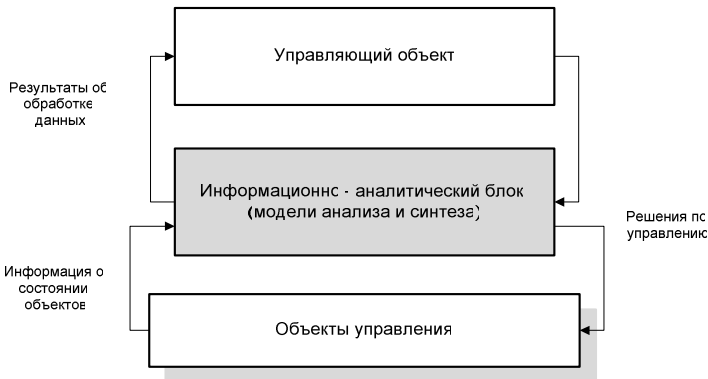 Управляющий объект
Результаты об
обработке
данных
Информационно - аналитический блок
(модели анализа и синтеза)
Решения по
управлению
Информация о
состоянии
объектов
Объекты управления